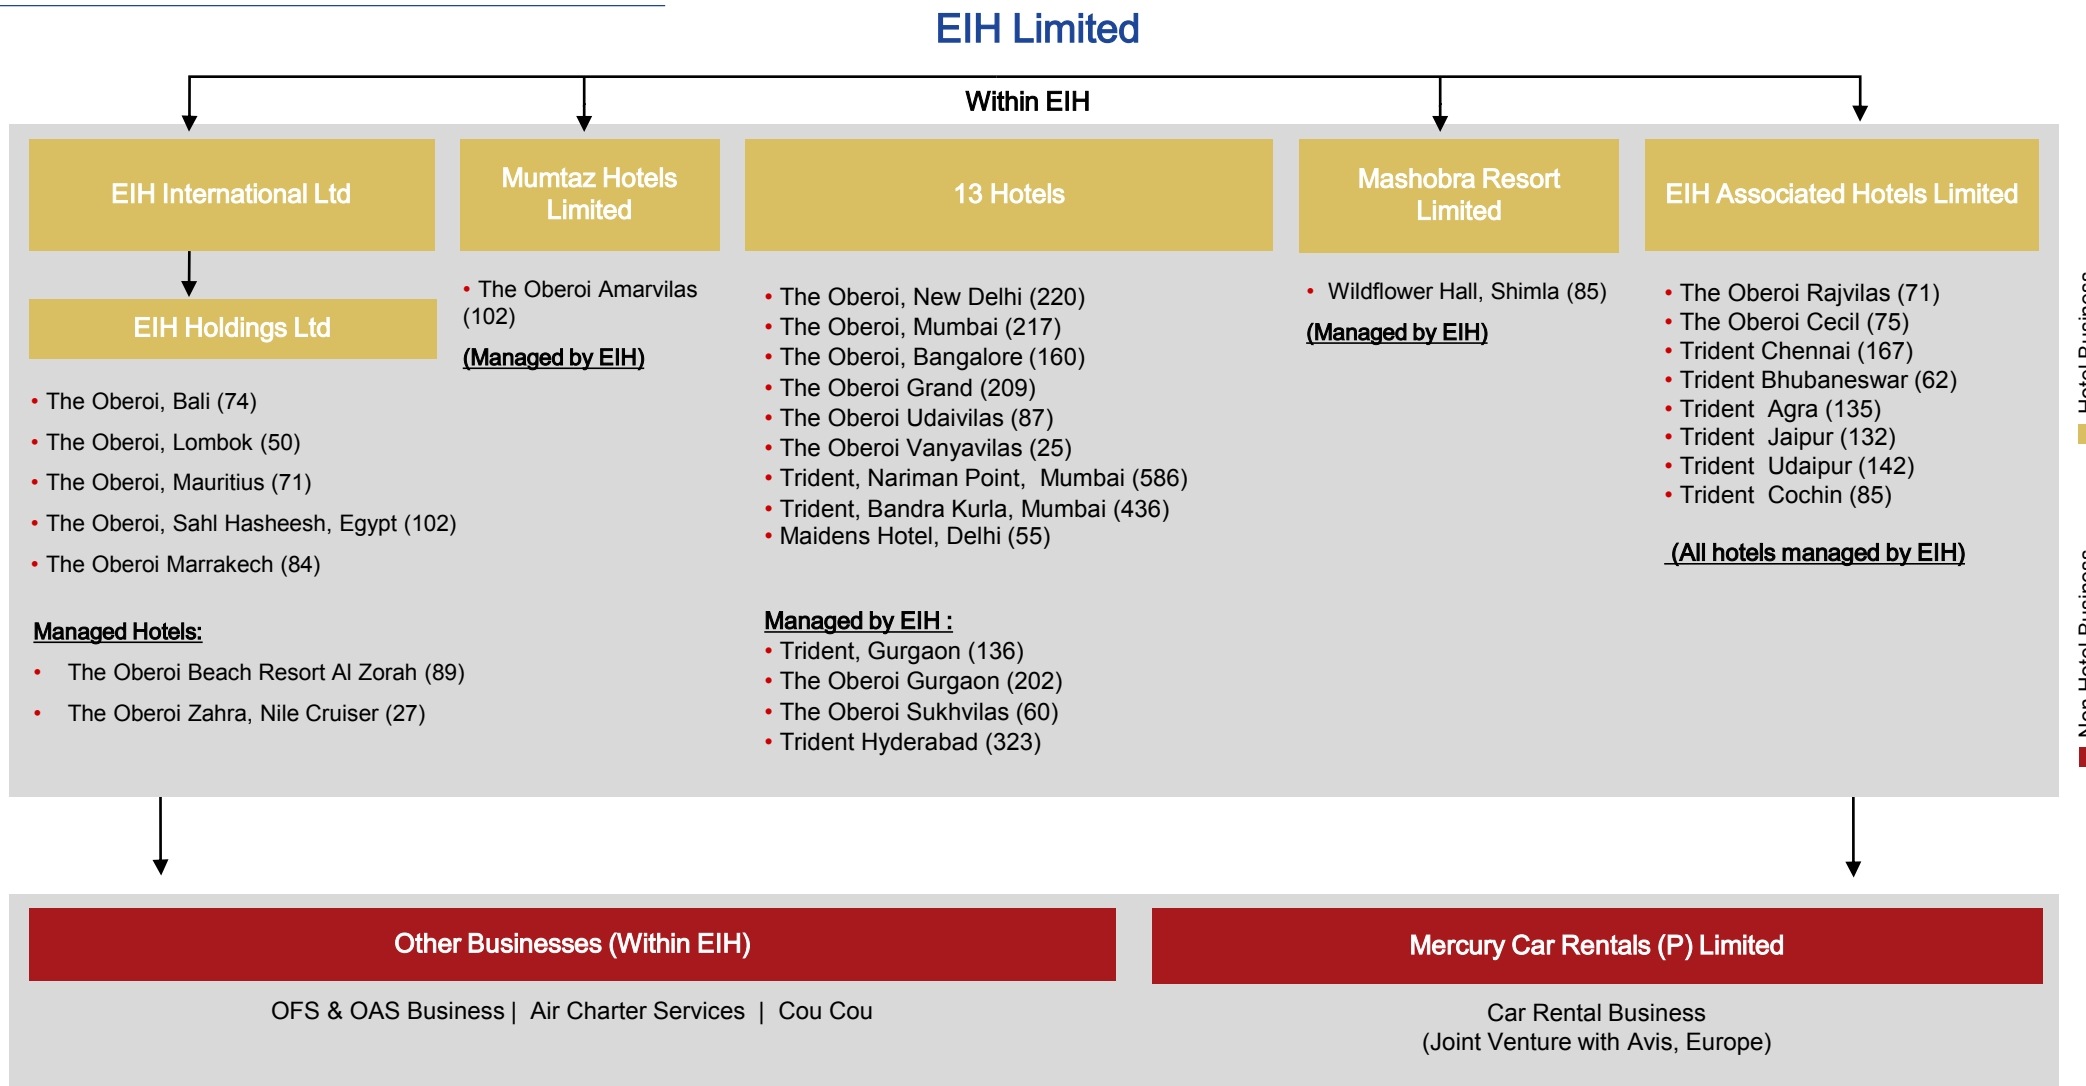 EIH Limited
Within EIH
EIH International Ltd
EIH Holdings Ltd
• The Oberoi, Bali (74)
• The Oberoi, Lombok (50)
• The Oberoi, Mauritius (71)
• The Oberoi, Sahl Hasheesh, Egypt (102)
• The Oberoi Marrakech (84)
Managed Hotels:
• The Oberoi Beach Resort Al Zorah (89)
• The Oberoi Zahra, Nile Cruiser (27)
Mumtaz Hotels
Limited
• The Oberoi Amarvilas
(102)
(Managed by EIH)
13 Hotels
• The Oberoi, New Delhi (220)
• The Oberoi, Mumbai (217)
• The Oberoi, Bangalore (160)
• The Oberoi Grand (209)
• The Oberoi Udaivilas (87)
• The Oberoi Vanyavilas (25)
• Trident, Nariman Point, Mumbai (586)
• Trident, Bandra Kurla, Mumbai (436)
• Maidens Hotel, Delhi (55)
Managed by EIH :
• Trident, Gurgaon (136)
• The Oberoi Gurgaon (202)
• The Oberoi Sukhvilas (60)
• Trident Hyderabad (323)
Mashobra Resort
Limited
• Wildflower Hall, Shimla (85)
(Managed by EIH)
EIH Associated Hotels Limited
• The Oberoi Rajvilas (71)
• The Oberoi Cecil (75)
• Trident Chennai (167)
• Trident Bhubaneswar (62)
• Trident Agra (135)
• Trident Jaipur (132)
• Trident Udaipur (142)
• Trident Cochin (85)
(All hotels managed by EIH)
Hotel Business
Non Hotel Business
Other Businesses (Within EIH)
OFS & OAS Business | Air Charter Services | Cou Cou
Mercury Car Rentals (P) Limited
Car Rental Business
(Joint Venture with Avis, Europe)